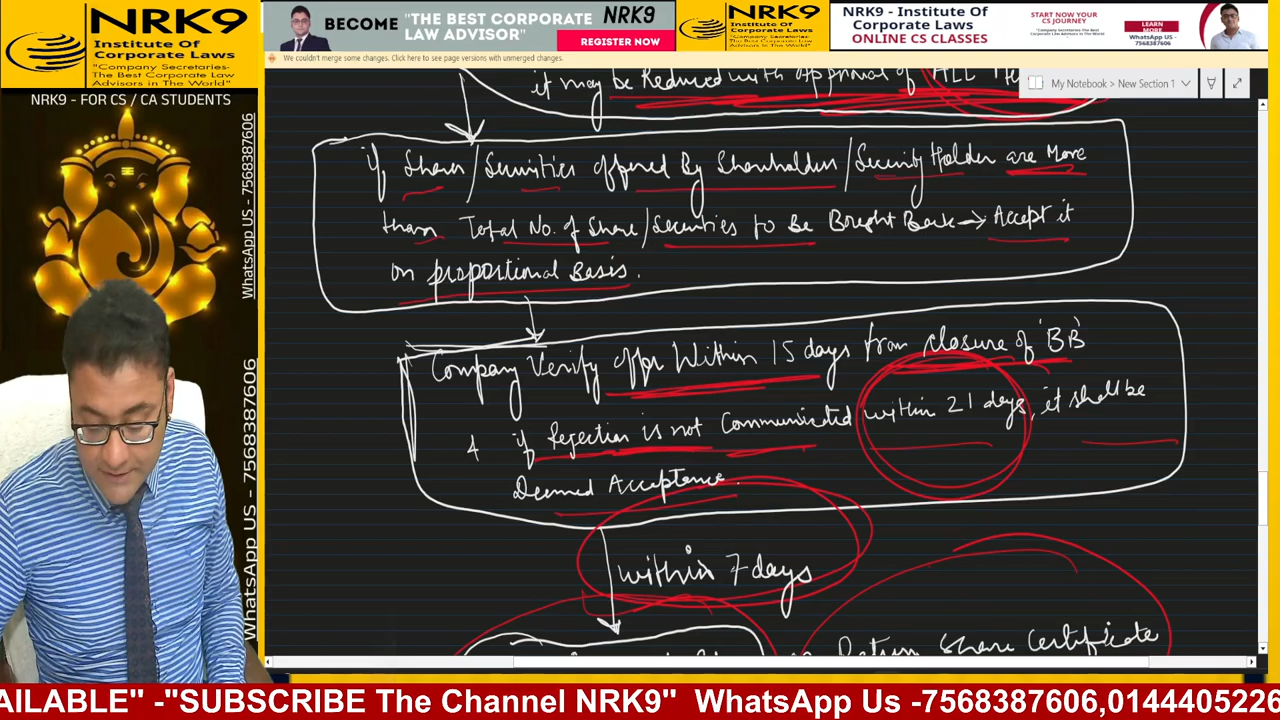 NRK9
Institute Of
Corporate Laws
"Company Secretaries-
The Best Corporate Law
Advisors in The World"
NRK9 - FOR CS / CA STUDENTS
WhatsApp US - 7568387606
WhatsApp US - 7568387606
BECOME
"THE BEST CORPORATE
LAW ADVISOR"
NRK9
REGISTER NOW
NRK9
Institute Of
Corporate Laws
NRK9 - Institute Of
Corporate Laws
ONLINE CS CLASSES
START NOW YOUR
CS JOURNEY
LEARN
MORE
WhatsApp US -
7568387606
We couldn't merge some changes. Click here to see page versions with unmerged changes.
My Notebook > New Section 1
it may be Reduced with approval of
if Shares/Securities offered By Shareholders/Security Holder are More
than Total No. of Share/Securities to be Bought Back → Accept it
on proportional Basis.
Company Verify offer Within 15 days from closure of 'BB'
& if Rejection is not Communicated within 21 days, it shall be
Deemed Acceptance.
within 7 days
Return Share Certificate
AILABLE" -"SUBSCRIBE The Channel NRK9" WhatsApp Us -7568387606,0144405226